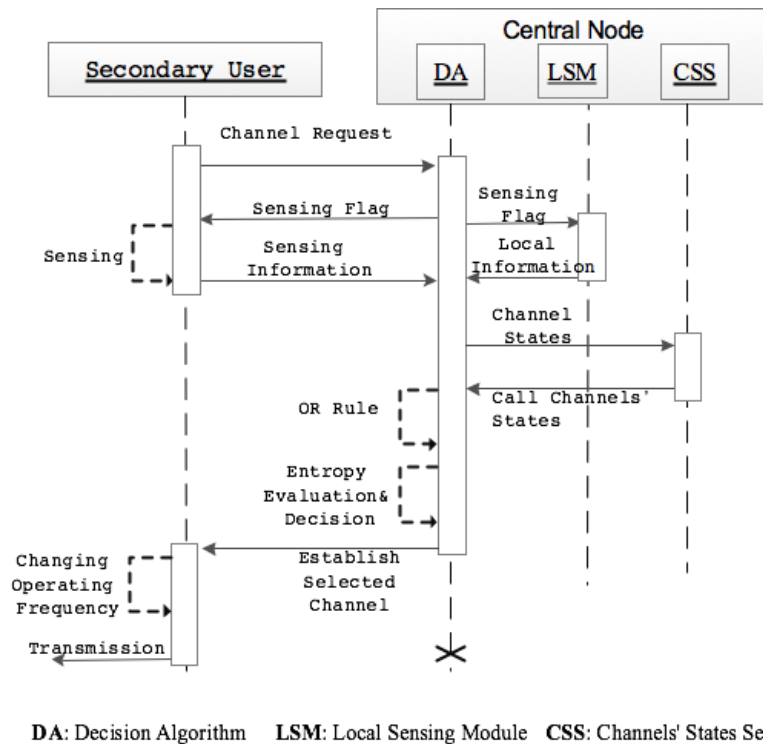 Central Node
Secondary User
DA
LSM
CSS
Channel Request
Sensing Flag
Sensing
Flag
Sensing
Sensing
Information
Local
Information
Channel
States
Call Channels'
States
OR Rule
Entropy
Evaluation&
Decision
Establish
Selected
Channel
Changing
Operating
Frequency
Transmission
DA: Decision Algorithm LSM: Local Sensing Module CSS: Channels' States Se